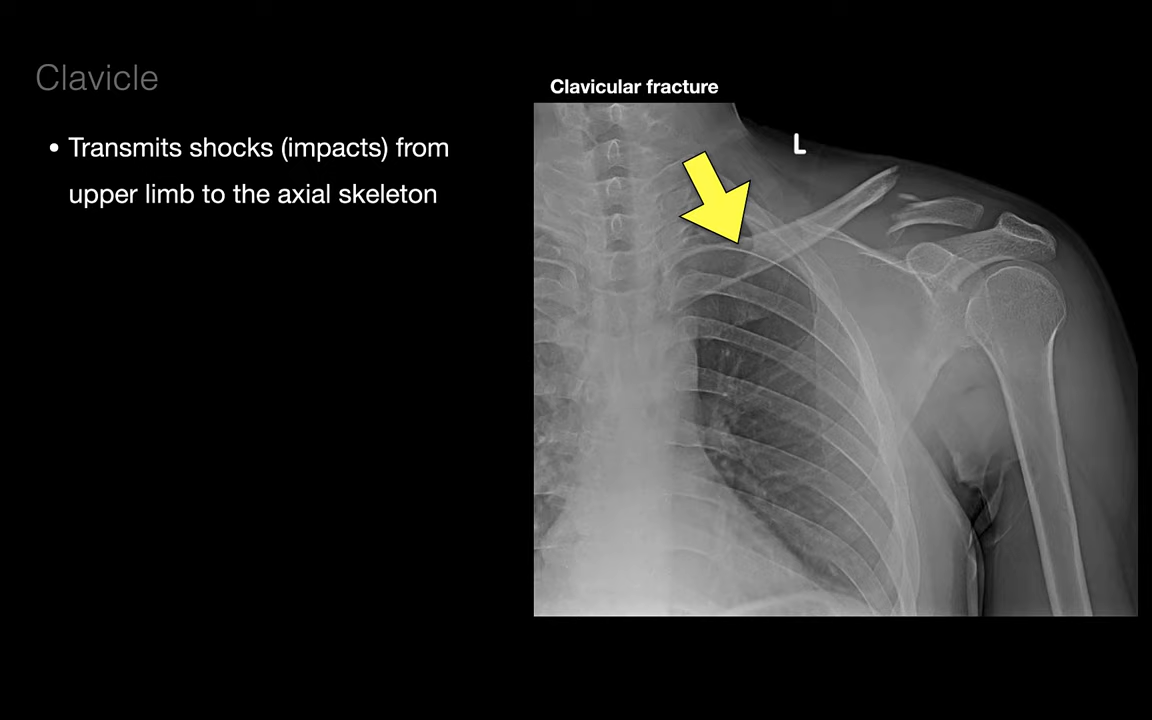 Clavicle
• Transmits shocks (impacts) from
upper limb to the axial skeleton
Clavicular fracture
L